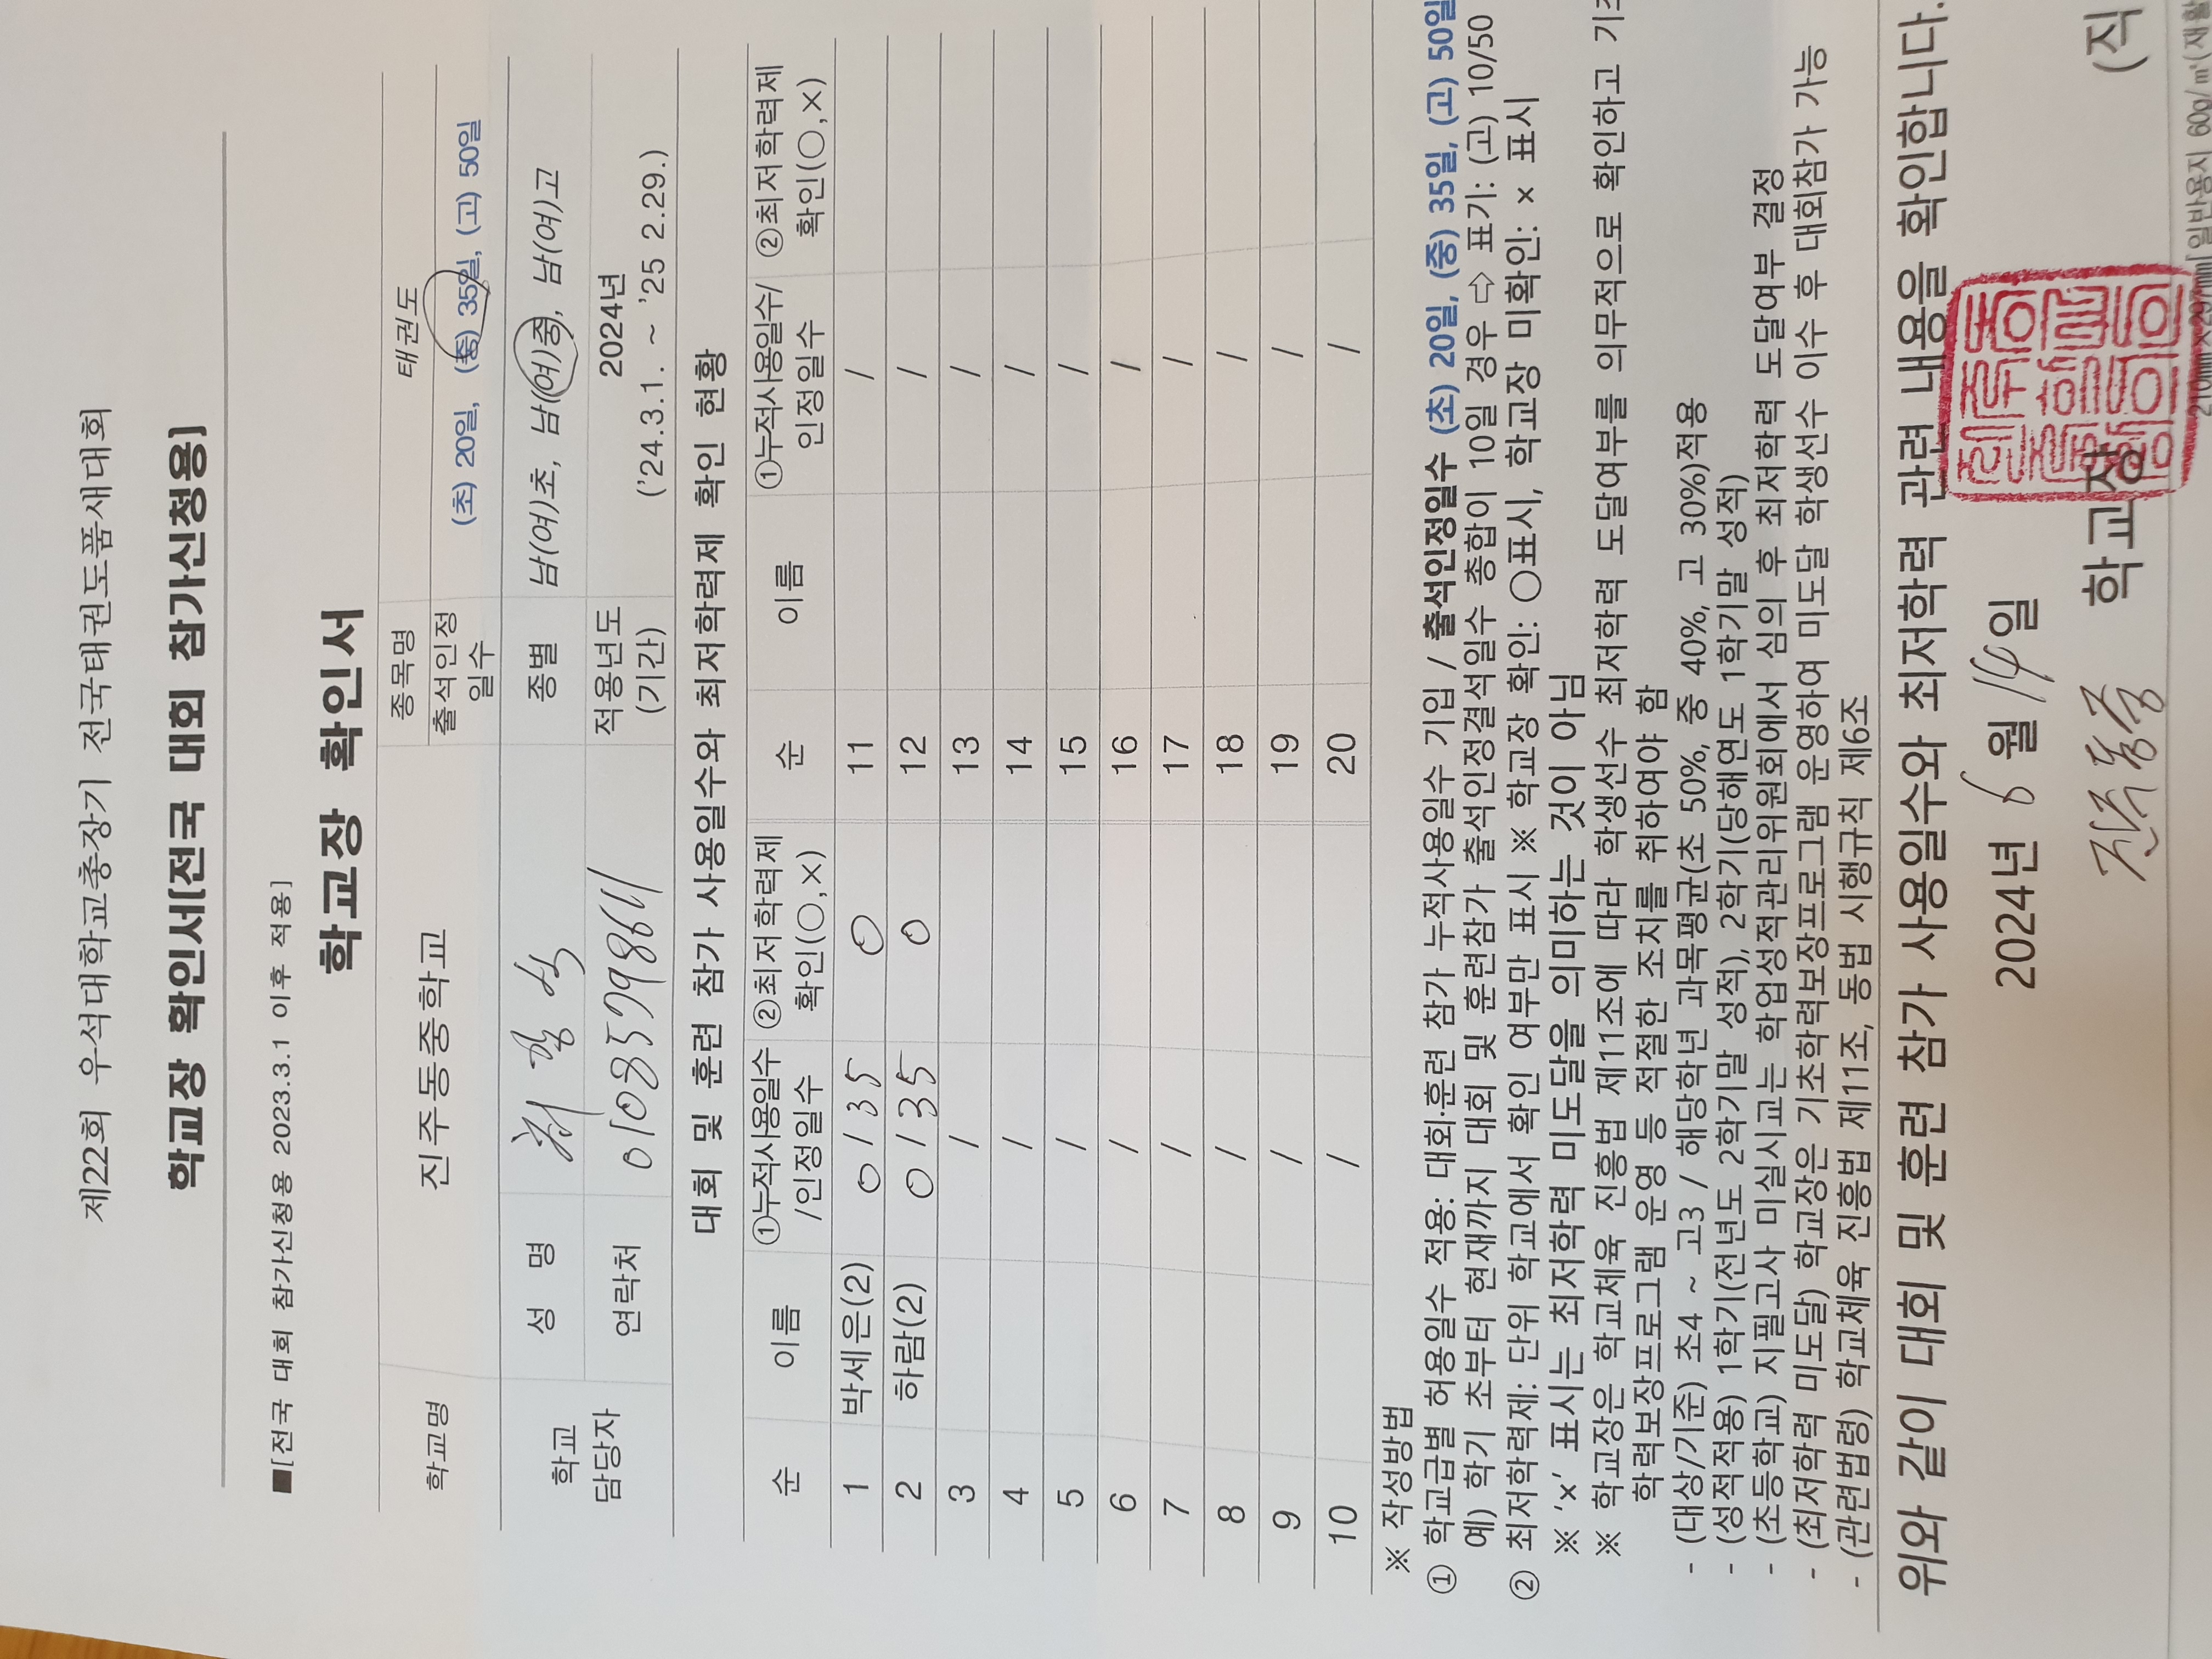 제22회 우석대학교총장기 전국태권도품새대회
학교장 확인서[전국 대회 참가신청용]
■[전국 대회 참가신청용 2023.3.1 이후 적용]
학교장 확인서
학교명 진주동중학교 종목명 태권도
출석인정일수 (초) 20일, (중) 35일, (고) 50일
학교 담당자 성 명 종별 남(여)초, 남(여)중, 남(여)고
연락처 01085998641 적용년도 (기간) 2024년 ('24.3.1. ~ '25 2.29.)
대회 및 훈련 참가 사용일수와 최저학력제 확인 현황
순 이름 ①누적사용일수/인정일수 ②최저학력제 확인(○,×) 순 이름 ①누적사용일수/인정일수 ②최저학력제 확인(○,×)
1 박세은(2) 0/35 ○ 11 /
2 하람(2) 0/35 ○ 12 /
3 / 13 /
4 / 14 /
5 / 15 /
6 / 16 /
7 / 17 /
8 / 18 /
9 / 19 /
10 / 20 /
※ 작성방법
① 학교급별 허용일수 적용: 대회·훈련 참가 누적사용일수 기입 / 출석인정일수 (초) 20일, (중) 35일, (고) 50일
예) 학기 초부터 현재까지 대회 및 훈련참가 출석인정결석일수 총합이 10일 경우 ⇨ 표기: (고) 10/50
② 최저학력제: 단위 학교에서 확인 여부만 표시 ※ 학교장 확인: ○표시, 학교장 미확인: × 표시
※ 'x' 표시는 최저학력 미도달을 의미하는 것이 아님
※ 학교장은 학교체육 진흥법 제11조에 따라 학생선수 최저학력 도달여부를 의무적으로 확인하고 기초
학력보장프로그램 운영 등 적절한 조치를 취하여야 함
- (대상/기준) 초4 ~ 고3 / 해당학년 과목평균(초 50%, 중 40%, 고 30%)적용
- (성적적용) 1학기(전년도 2학기말 성적), 2학기(당해연도 1학기말 성적)
- (초등학교) 지필고사 미실시교는 학업성적관리위원회에서 심의 후 최저학력 도달여부 결정
- (최저학력 미도달) 학교장은 기초학력보장프로그램 운영하여 미도달 학생선수 이수 후 대회참가 가능
- (관련법령) 학교체육 진흥법 제11조, 동법 시행규칙 제6조
위와 같이 대회 및 훈련 참가 사용일수와 최저학력 관련 내용을 확인합니다.
2024년 6 월 14일
진주동중 학교장 (직
210㎜×297㎜[일반용지 60g/㎡(재활